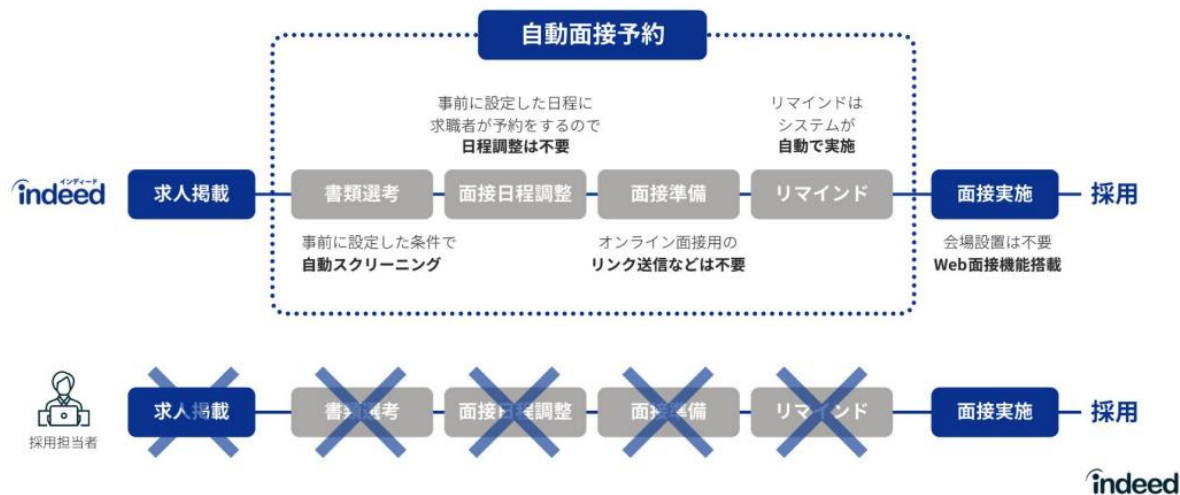 自動面接予約
事前に設定した日程に
求職者が予約をするので
日程調整は不要
リマインドは
システムが
自動で実施
インディード
indeed
求人掲載
書類選考
面接日程調整
面接準備
リマインド
面接実施
採用
事前に設定した条件で
自動スクリーニング
オンライン面接用の
リンク送信などは不要
会場設置は不要
Web面接機能搭載
採用担当者
求人掲載
書類選考
面接日程調整
面接準備
リマインド
面接実施
採用
indeed